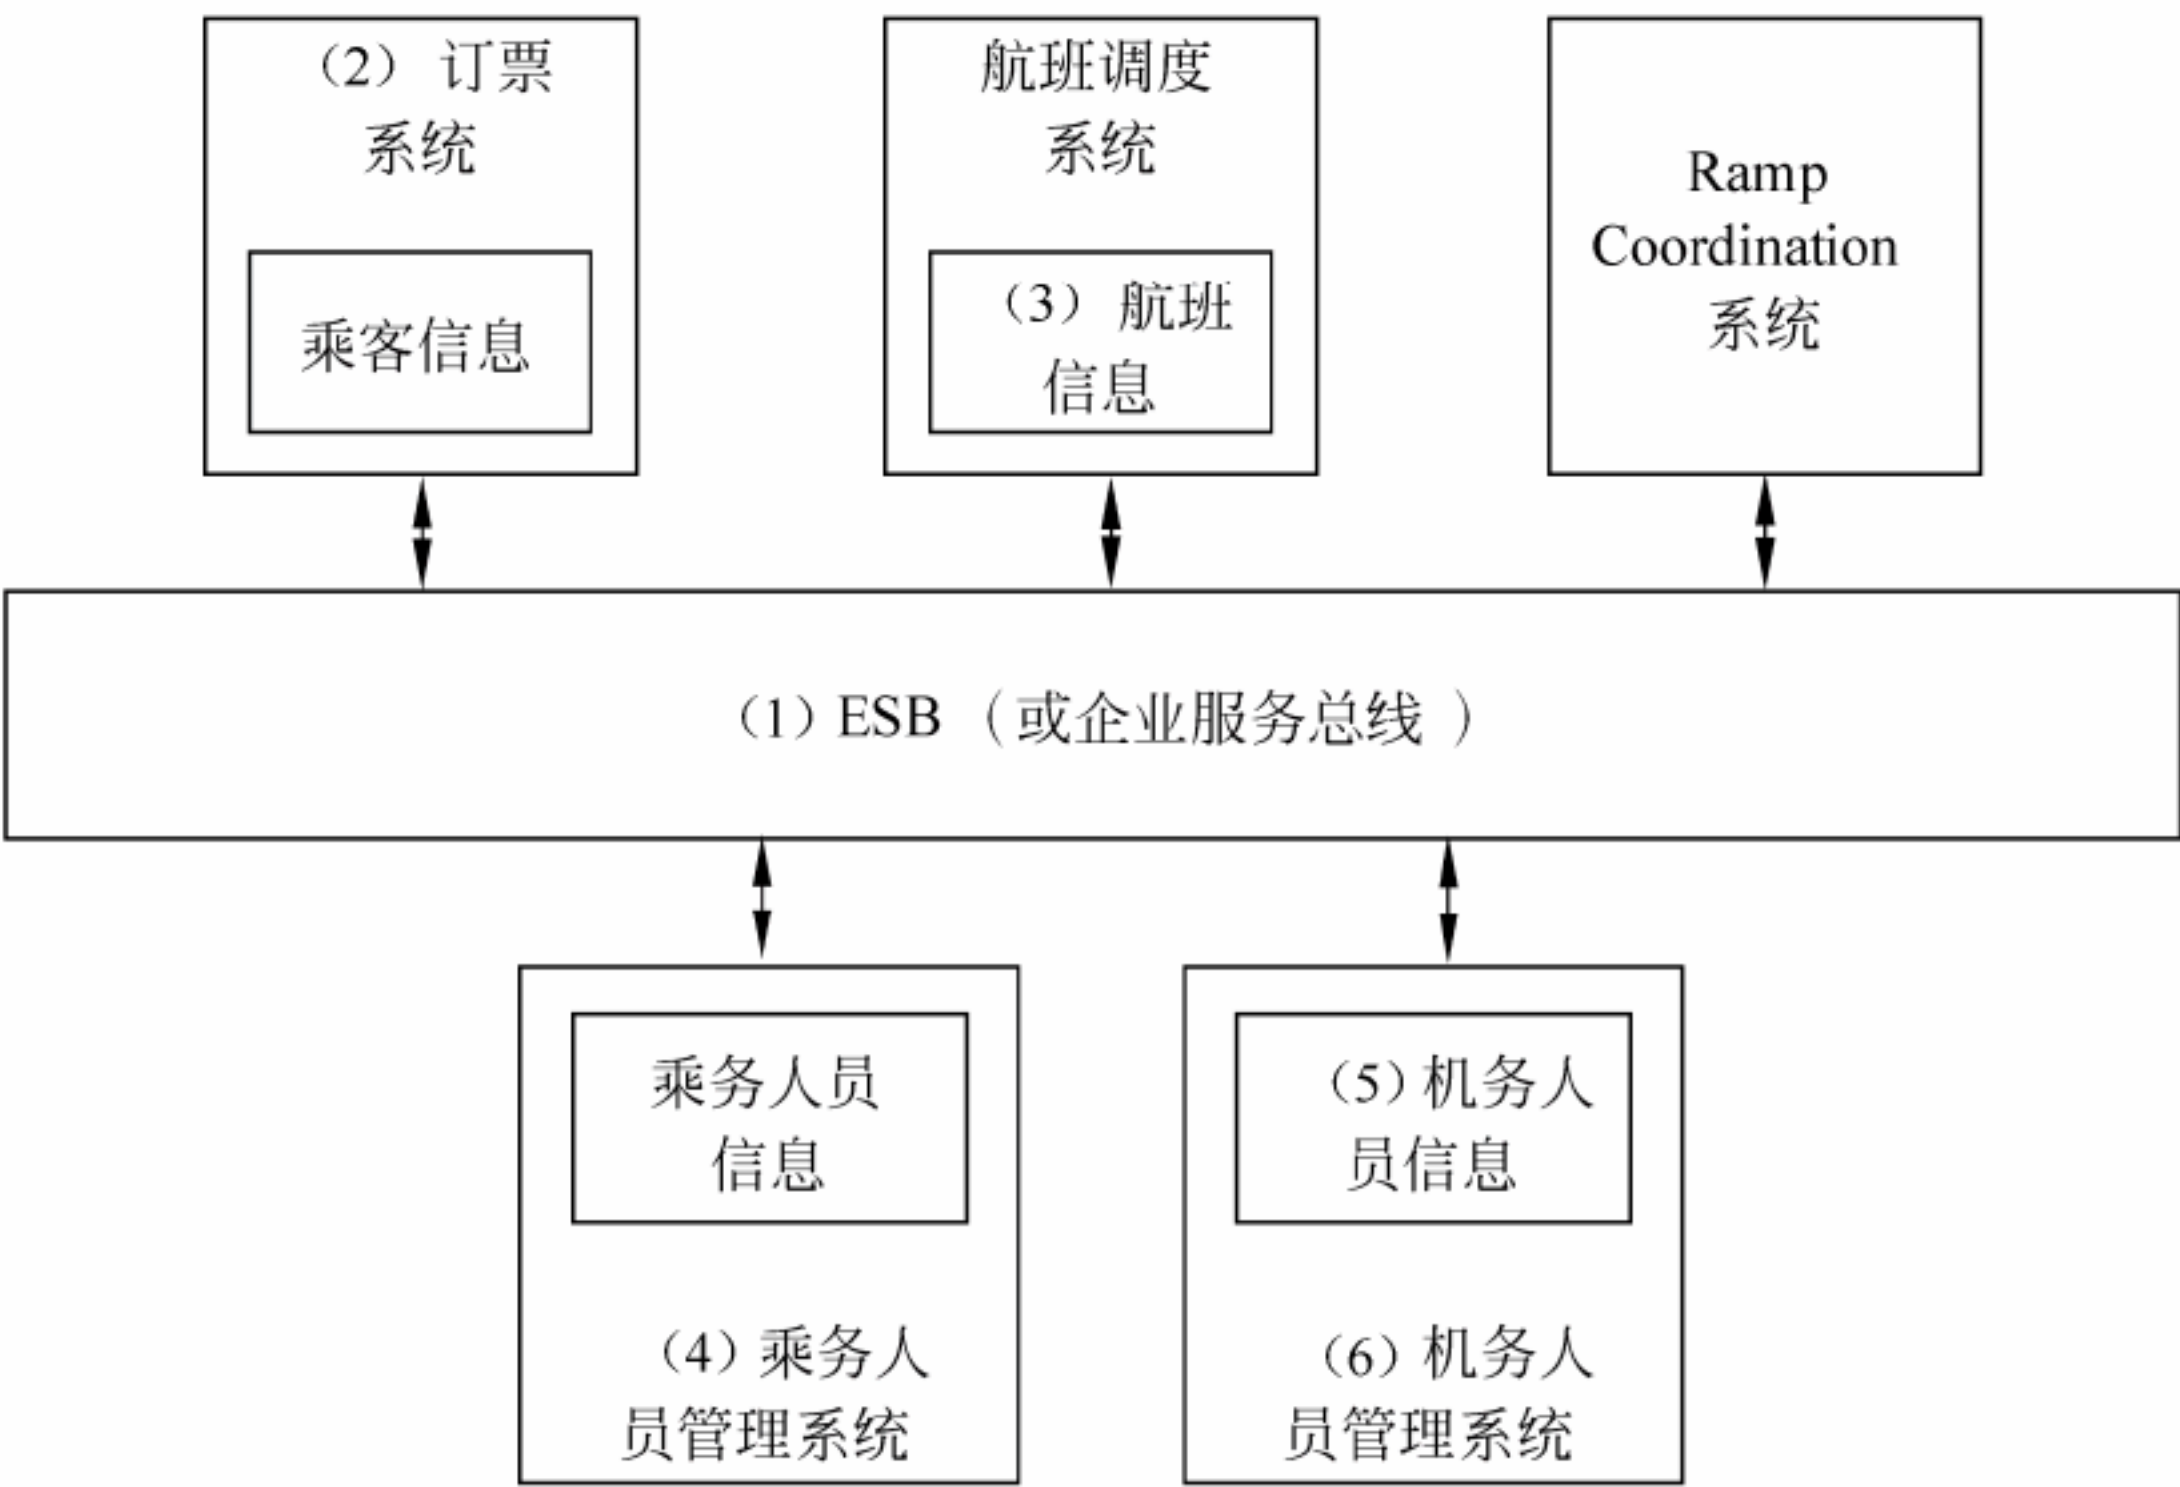 （2）订票
系统
乘客信息
航班调度
系统
（3）航班
信息
Ramp
Coordination
系统
（1）ESB （或企业服务总线 ）
乘务人员
信息
（4）乘务人
员管理系统
（5）机务人
员信息
（6）机务人
员管理系统